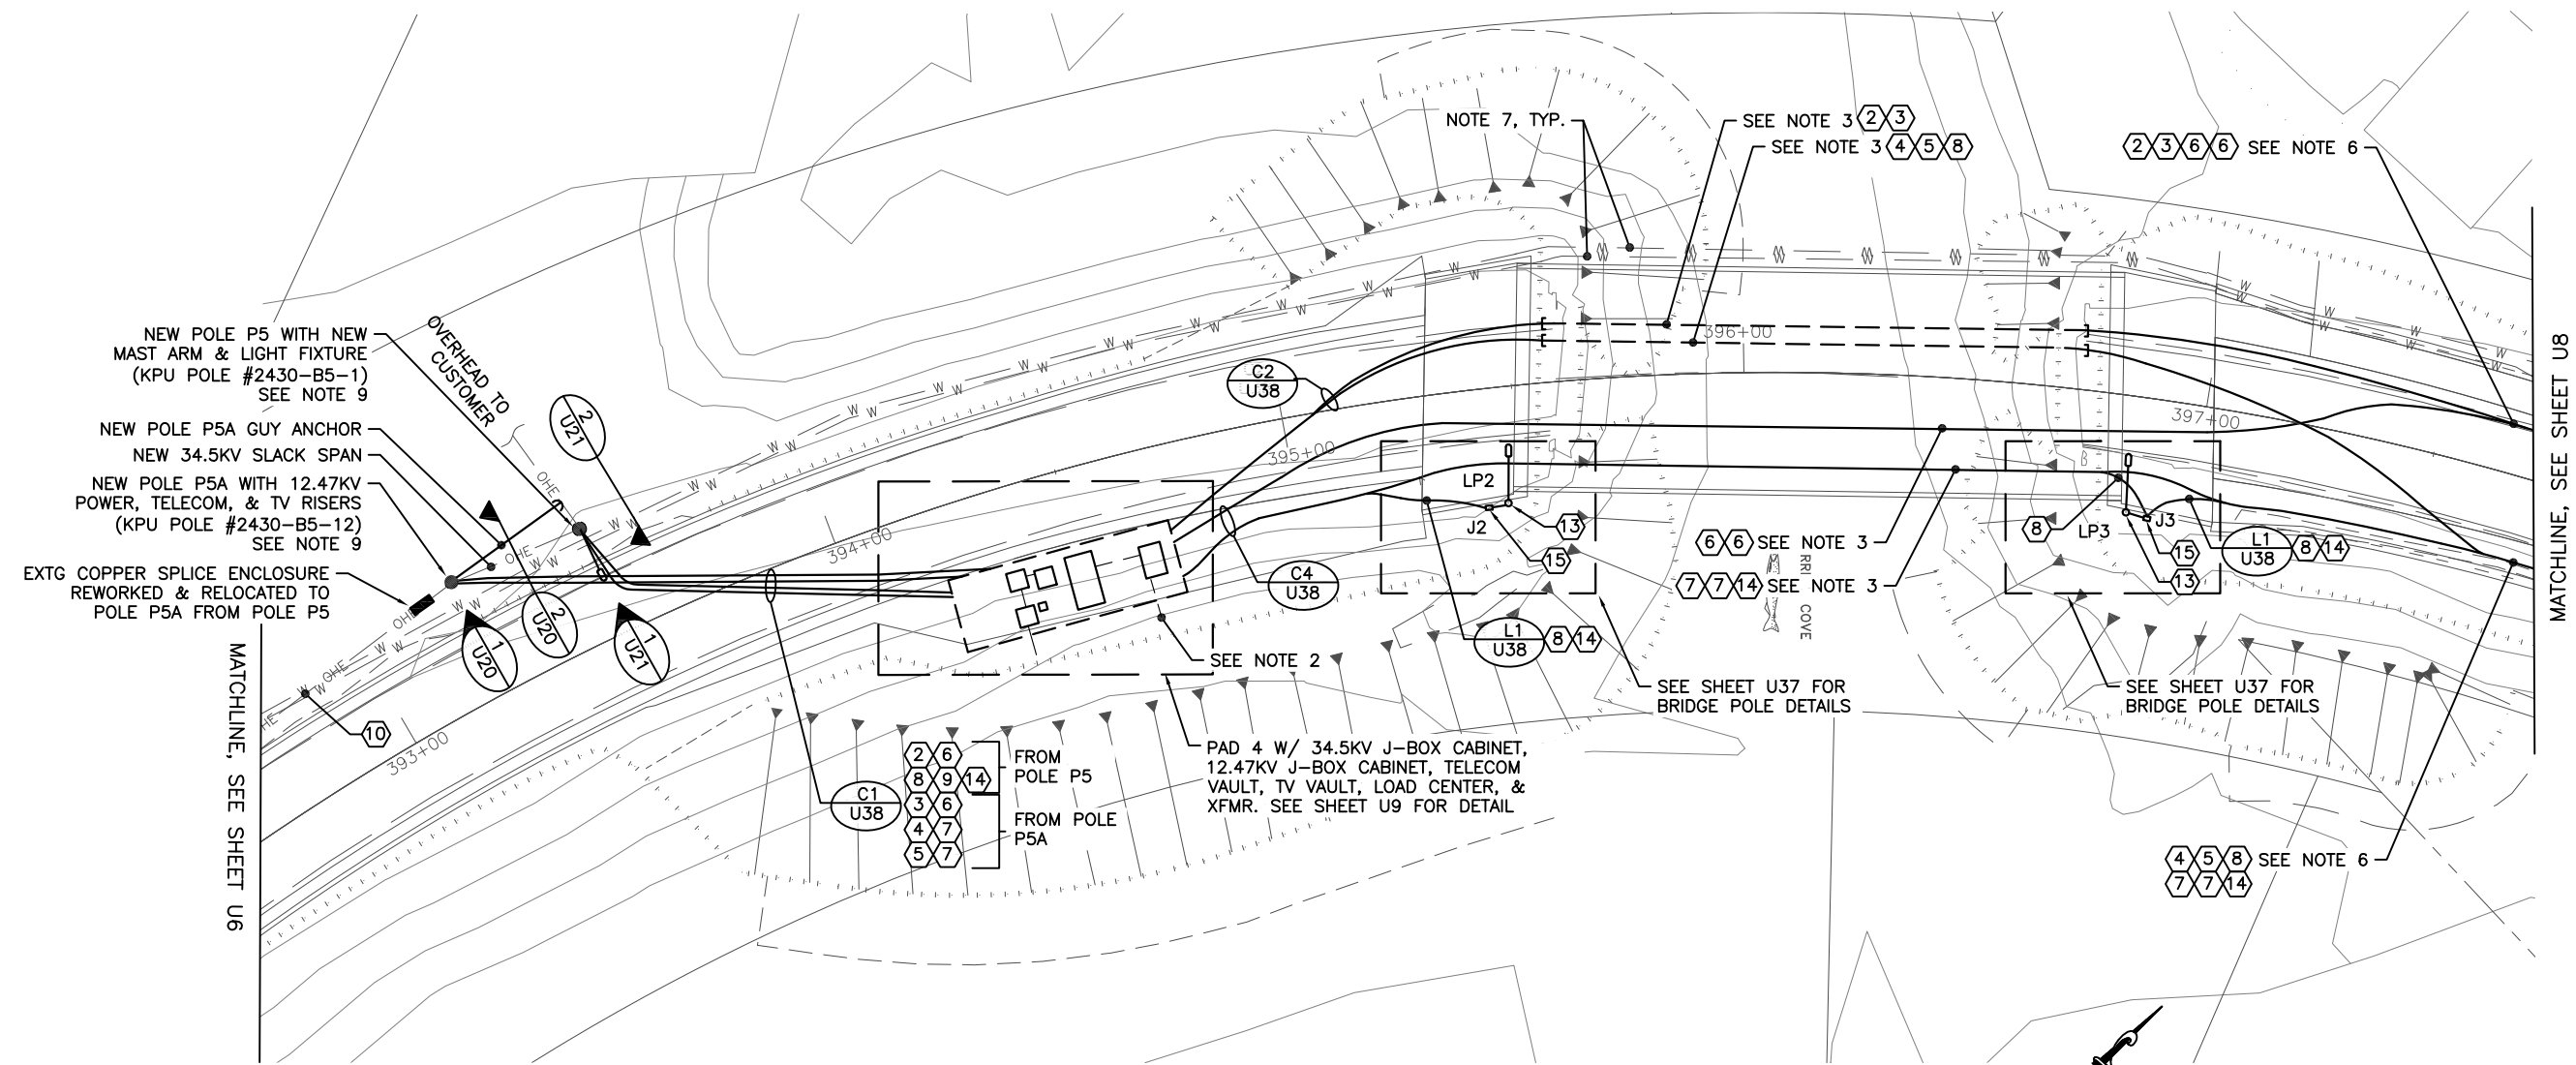 NOTE 7, TYP.
SEE NOTE 3 2 3
SEE NOTE 3 4 5 8
2 3 6 6 SEE NOTE 6
NEW POLE P5 WITH NEW
MAST ARM & LIGHT FIXTURE
(KPU POLE #2430-B5-1)
SEE NOTE 9
OVERHEAD TO
CUSTOMER
NEW POLE P5A GUY ANCHOR
NEW 34.5KV SLACK SPAN
NEW POLE P5A WITH 12.47KV
POWER, TELECOM, & TV RISERS
(KPU POLE #2430-B5-12)
SEE NOTE 9
EXTG COPPER SPLICE ENCLOSURE
REWORKED & RELOCATED TO
POLE P5A FROM POLE P5
MATCHLINE, SEE SHEET U6
MATCHLINE, SEE SHEET U8
2
U21
2
U20
1
U20
1
U21
OHE
OHE
OHE
OHE
HE
W W W W W W W W W W W W W W
10
393+00
394+00
395+00
396+00
397+00
C2
U38
C4
U38
LP2
J2
13
15
L1
U38
8 14
6 6 SEE NOTE 3
7 7 14 SEE NOTE 3
COVE
8
LP3
J3
15
13
L1
U38
8 14
SEE NOTE 2
SEE SHEET U37 FOR
BRIDGE POLE DETAILS
SEE SHEET U37 FOR
BRIDGE POLE DETAILS
PAD 4 W/ 34.5KV J-BOX CABINET,
12.47KV J-BOX CABINET, TELECOM
VAULT, TV VAULT, LOAD CENTER, &
XFMR. SEE SHEET U9 FOR DETAIL
C1
U38
2 6
8 9 14
FROM
POLE P5
3 6
4 7
5 7
FROM POLE
P5A
4 5 8 SEE NOTE 6
7 7 14